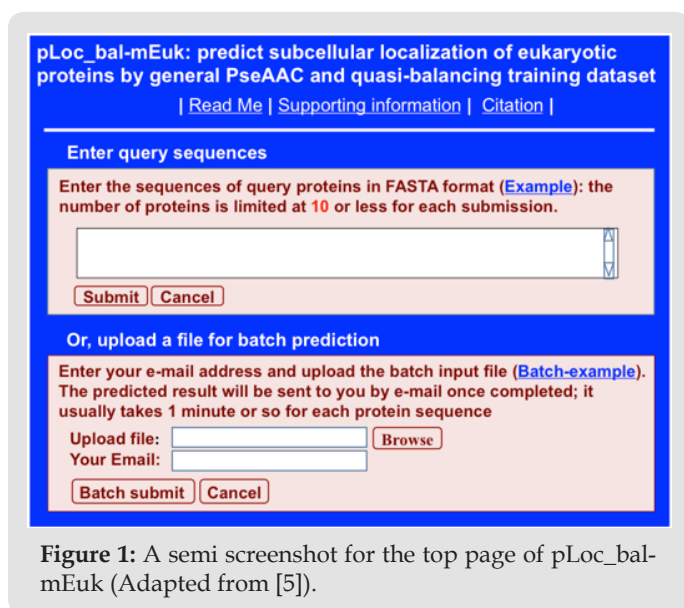 pLoc_bal-mEuk: predict subcellular localization of eukaryotic
proteins by general PseAAC and quasi-balancing training dataset
| Read Me | Supporting information | Citation |
Enter query sequences
Enter the sequences of query proteins in FASTA format (Example): the
number of proteins is limited at 10 or less for each submission.
Submit Cancel
Or, upload a file for batch prediction
Enter your e-mail address and upload the batch input file (Batch-example).
The predicted result will be sent to you by e-mail once completed; it
usually takes 1 minute or so for each protein sequence
Upload file: Browse
Your Email:
Batch submit Cancel
Figure 1: A semi screenshot for the top page of pLoc_bal-
mEuk (Adapted from [5]).